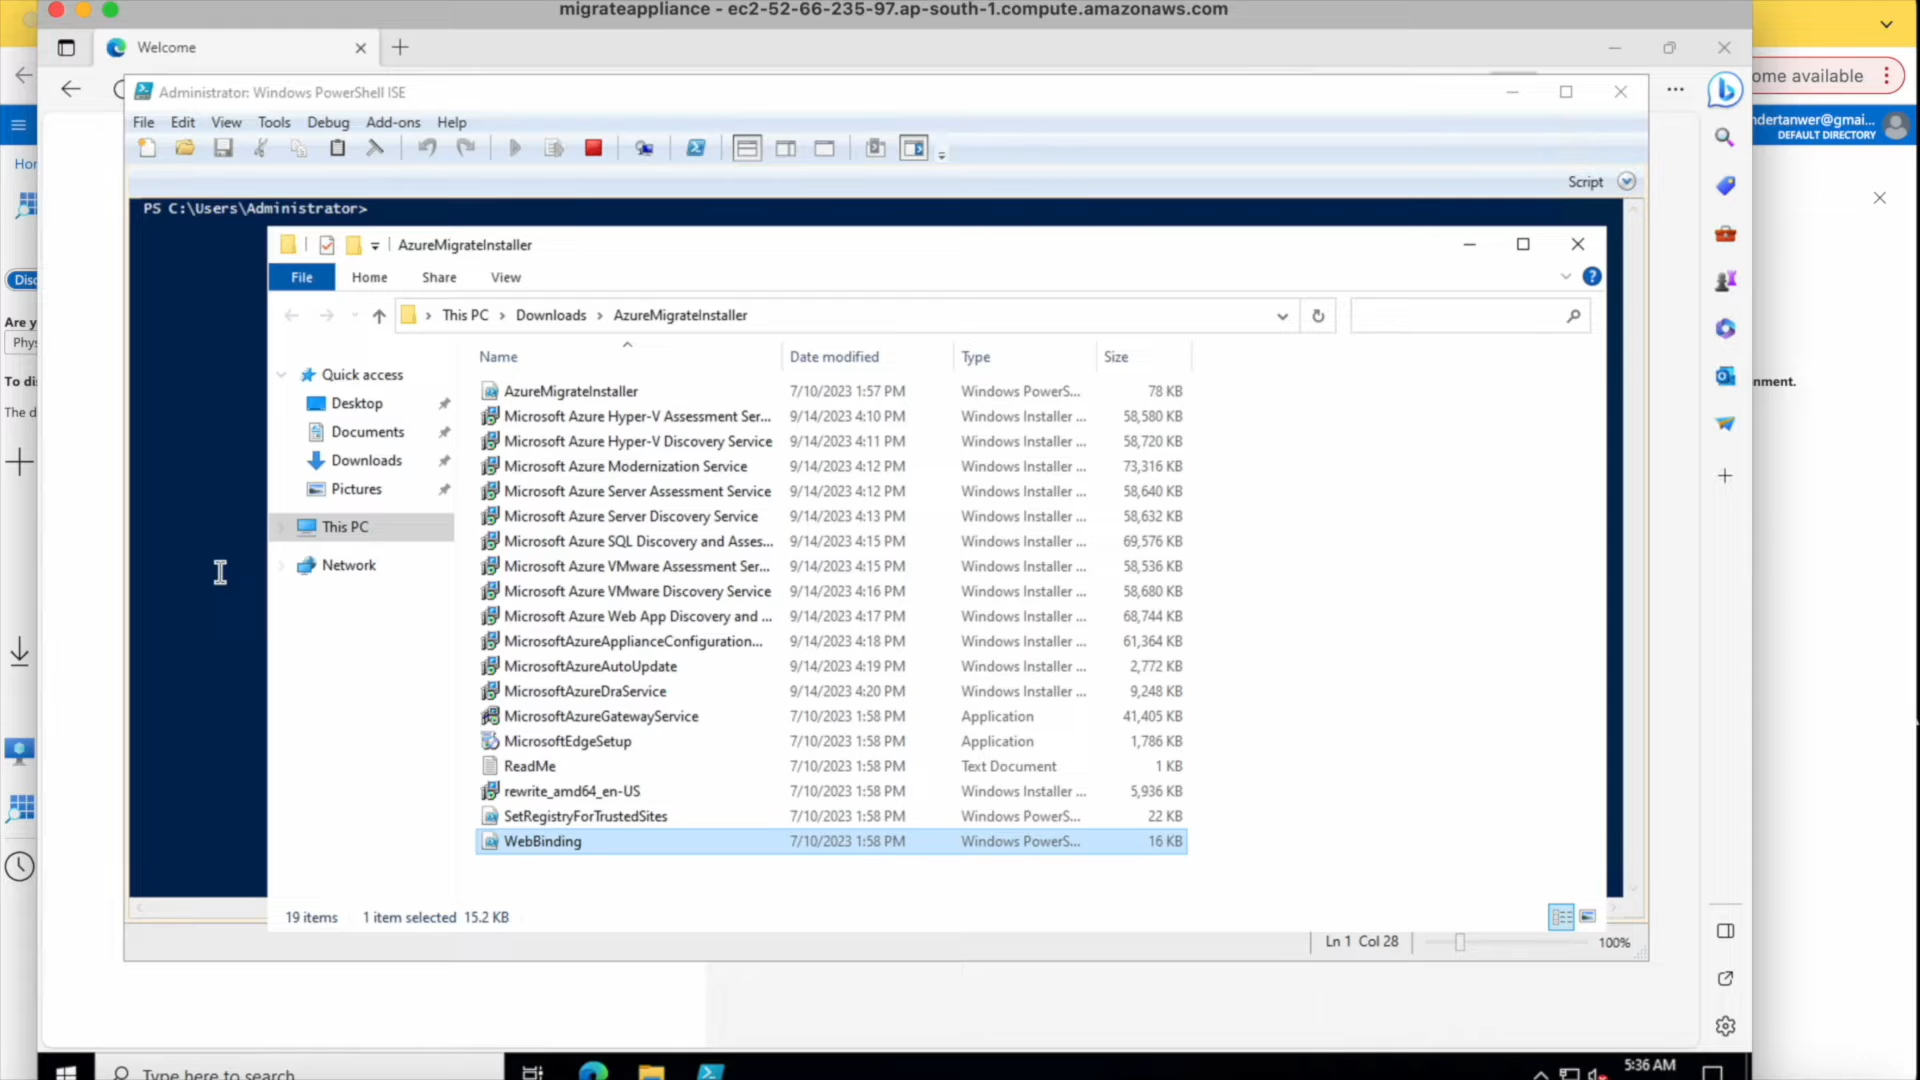 migrateappliance - ec2-52-66-235-97.ap-south-1.compute.amazonaws.com
Welcome
ome available
Administrator: Windows PowerShell ISE
File Edit View Tools Debug Add-ons Help
ndertanwer@gmai...
DEFAULT DIRECTORY
Hor
Script
PS C:\Users\Administrator>
AzureMigrateInstaller
File Home Share View
Disc
Are y
Phys
This PC > Downloads > AzureMigrateInstaller
Name Date modified Type Size
To dis
nment.
The d
Quick access
Desktop
Documents
Downloads
Pictures
This PC
Network
AzureMigrateInstaller 7/10/2023 1:57 PM Windows PowerS... 78 KB
Microsoft Azure Hyper-V Assessment Ser... 9/14/2023 4:10 PM Windows Installer ... 58,580 KB
Microsoft Azure Hyper-V Discovery Service 9/14/2023 4:11 PM Windows Installer ... 58,720 KB
Microsoft Azure Modernization Service 9/14/2023 4:12 PM Windows Installer ... 73,316 KB
Microsoft Azure Server Assessment Service 9/14/2023 4:12 PM Windows Installer ... 58,640 KB
Microsoft Azure Server Discovery Service 9/14/2023 4:13 PM Windows Installer ... 58,632 KB
Microsoft Azure SQL Discovery and Asses... 9/14/2023 4:15 PM Windows Installer ... 69,576 KB
Microsoft Azure VMware Assessment Ser... 9/14/2023 4:15 PM Windows Installer ... 58,536 KB
Microsoft Azure VMware Discovery Service 9/14/2023 4:16 PM Windows Installer ... 58,680 KB
Microsoft Azure Web App Discovery and ... 9/14/2023 4:17 PM Windows Installer ... 68,744 KB
MicrosoftAzureApplianceConfiguration... 9/14/2023 4:18 PM Windows Installer ... 61,364 KB
MicrosoftAzureAutoUpdate 9/14/2023 4:19 PM Windows Installer ... 2,772 KB
MicrosoftAzureDraService 9/14/2023 4:20 PM Windows Installer ... 9,248 KB
MicrosoftAzureGatewayService 7/10/2023 1:58 PM Application 41,405 KB
MicrosoftEdgeSetup 7/10/2023 1:58 PM Application 1,786 KB
ReadMe 7/10/2023 1:58 PM Text Document 1 KB
rewrite_amd64_en-US 7/10/2023 1:58 PM Windows Installer ... 5,936 KB
SetRegistryForTrustedSites 7/10/2023 1:58 PM Windows PowerS... 22 KB
WebBinding 7/10/2023 1:58 PM Windows PowerS... 16 KB
19 items 1 item selected 15.2 KB
Ln 1 Col 28 100%
Type here to search
5:36 AM